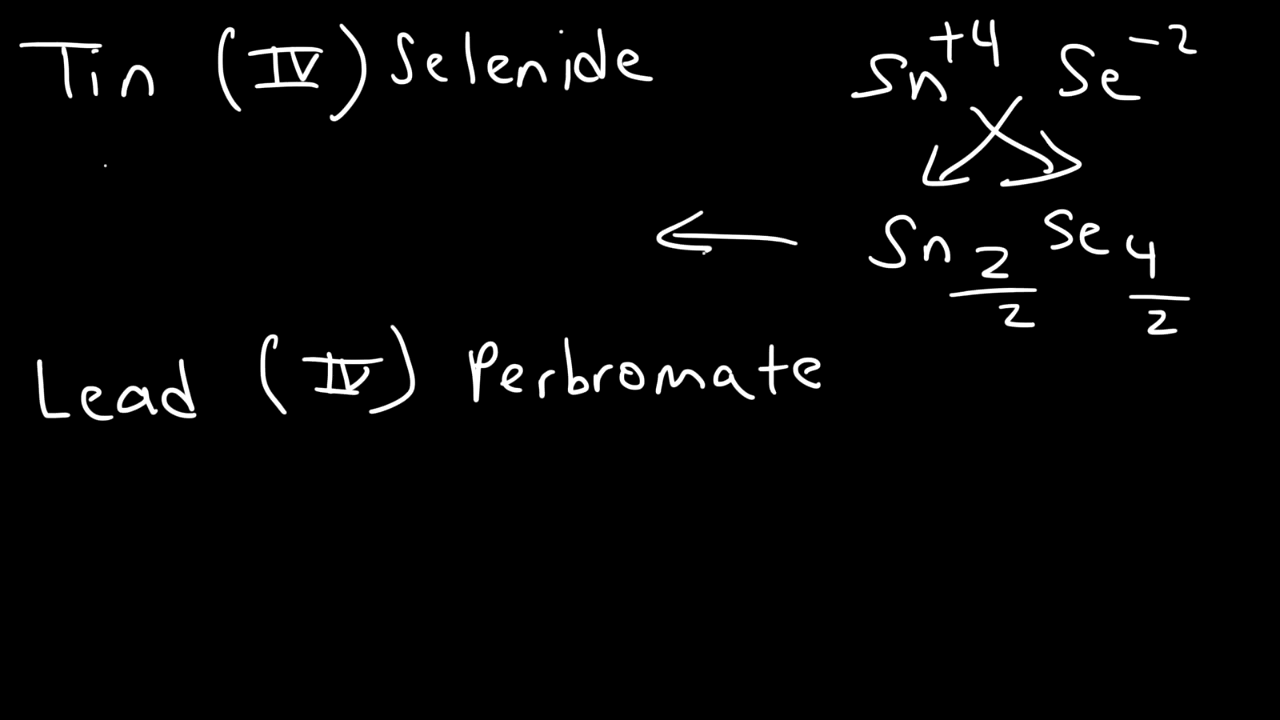 Tin (IV) Selenide
Sn+4 Se-2
Sn2 Se4
2 2
Lead (IV) Perbromate